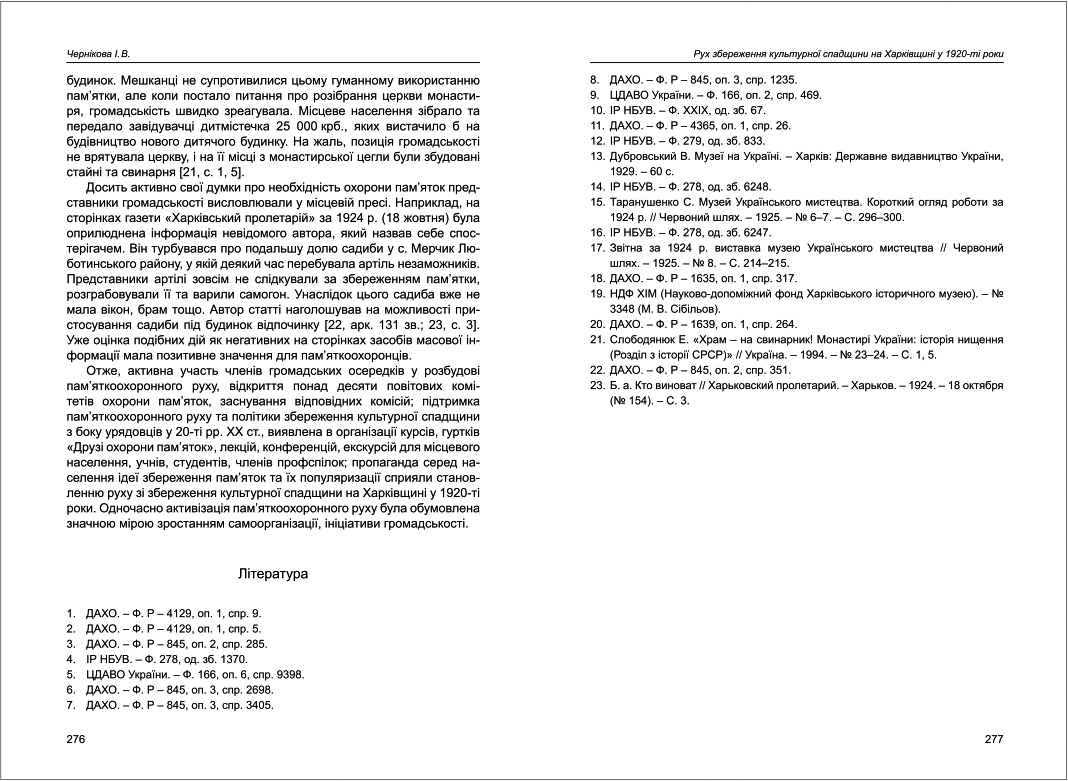 Чернікова І. В.
будинок. Мешканці не супротивилися цьому гуманному використанню
пам’ятки, але коли постало питання про розібрання церкви монасти-
ря, громадськість швидко зреагувала. Місцеве населення зібрало та
передало завідувачці дитмістечка 25 000 крб., яких вистачило б на
будівництво нового дитячого будинку. На жаль, позиція громадськості
не врятувала церкву, і на її місці з монастирської цегли були збудовані
стайні та свинарня [21, с. 1, 5].
Досить активно свої думки про необхідність охорони пам’яток пред-
ставники громадськості висловлювали у місцевій пресі. Наприклад, на
сторінках газети «Харківський пролетарій» за 1924 р. (18 жовтня) була
оприлюднена інформація невідомого автора, який назвав себе спос-
терігачем. Він турбувався про подальшу долю садиби у с. Мерчик Лю-
ботинського району, у якій деякий час перебувала артіль незаможників.
Представники артілі зовсім не слідкували за збереженням пам’ятки,
розграбовували її та варили самогон. Унаслідок цього садиба вже не
мала вікон, брам тощо. Автор статті наголошував на можливості при-
стосування садиби під будинок відпочинку [22, арк. 131 зв.; 23, с. 3].
Уже оцінка подібних дій як негативних на сторінках засобів масової ін-
формації мала позитивне значення для пам’яткоохоронців.
Отже, активна участь членів громадських осередків у розбудові
пам’яткоохоронного руху, відкриття понад десяти повітових комі-
тетів охорони пам’яток, заснування відповідних комісій; підтримка
пам’яткоохоронного руху та політики збереження культурної спадщини
з боку урядовців у 20-ті рр. ХХ ст., виявлена в організації курсів, гуртків
«Друзі охорони пам’яток», лекцій, конференцій, екскурсій для місцевого
населення, учнів, студентів, членів профспілок; пропаганда серед на-
селення ідеї збереження пам’яток та їх популяризації сприяли станов-
ленню руху зі збереження культурної спадщини на Харківщині у 1920-ті
роки. Одночасно активізація пам’яткоохоронного руху була обумовлена
значною мірою зростанням самоорганізації, ініціативи громадськості.
Література
1. ДАХО. – Ф. Р – 4129, оп. 1, спр. 9.
2. ДАХО. – Ф. Р – 4129, оп. 1, спр. 5.
3. ДАХО. – Ф. Р – 845, оп. 2, спр. 285.
4. ІР НБУВ. – Ф. 278, од. зб. 1370.
5. ЦДАВО України. – Ф. 166, оп. 6, спр. 9398.
6. ДАХО. – Ф. Р – 845, оп. 3, спр. 2698.
7. ДАХО. – Ф. Р – 845, оп. 3, спр. 3405.
276
Рух збереження культурної спадщини на Харківщині у 1920-ті роки
8. ДАХО. – Ф. Р – 845, оп. 3, спр. 1235.
9. ЦДАВО України. – Ф. 166, оп. 2, спр. 469.
10. ІР НБУВ. – Ф. XXIX, од. зб. 67.
11. ДАХО. – Ф. Р – 4365, оп. 1, спр. 26.
12. ІР НБУВ. – Ф. 279, од. зб. 833.
13. Дубровський В. Музеї на Україні. – Харків: Державне видавництво України,
1929. – 60 с.
14. ІР НБУВ. – Ф. 278, од. зб. 6248.
15. Таранушенко С. Музей Українського мистецтва. Короткий огляд роботи за
1924 р. // Червоний шлях. – 1925. – № 6–7. – С. 296–300.
16. ІР НБУВ. – Ф. 278, од. зб. 6247.
17. Звітна за 1924 р. виставка музею Українського мистецтва // Червоний
шлях. – 1925. – № 8. – С. 214–215.
18. ДАХО. – Ф. Р – 1635, оп. 1, спр. 317.
19. НДФ ХІМ (Науково-допоміжний фонд Харківського історичного музею). – №
3348 (М. В. Сібільов).
20. ДАХО. – Ф. Р – 1639, оп. 1, спр. 264.
21. Слободянюк Е. «Храм – на свинарник! Монастирі України: історія нищення
(Розділ з історії СРСР)» // Україна. – 1994. – № 23–24. – С. 1, 5.
22. ДАХО. – Ф. Р – 845, оп. 2, спр. 351.
23. Б. а. Кто виноват // Харьковский пролетарий. – Харьков. – 1924. – 18 октября
(№ 154). – С. 3.
277